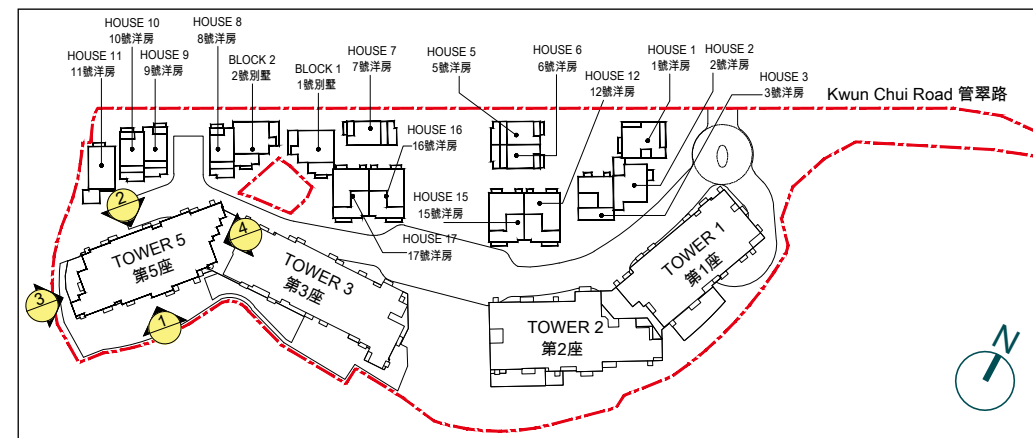 HOUSE 11
11號洋房
HOUSE 10
10號洋房
HOUSE 9
9號洋房
HOUSE 8
8號洋房
BLOCK 2
2號別墅
BLOCK 1
1號別墅
HOUSE 7
7號洋房
HOUSE 16
16號洋房
HOUSE 5
5號洋房
HOUSE 6
6號洋房
HOUSE 12
12號洋房
HOUSE 1
1號洋房
HOUSE 2
2號洋房
HOUSE 3
3號洋房
Kwun Chui Road 管翠路
HOUSE 15
15號洋房
HOUSE 17
17號洋房
2
4
3
1
TOWER 5
第5座
TOWER 3
第3座
TOWER 2
第2座
TOWER 1
第1座
N